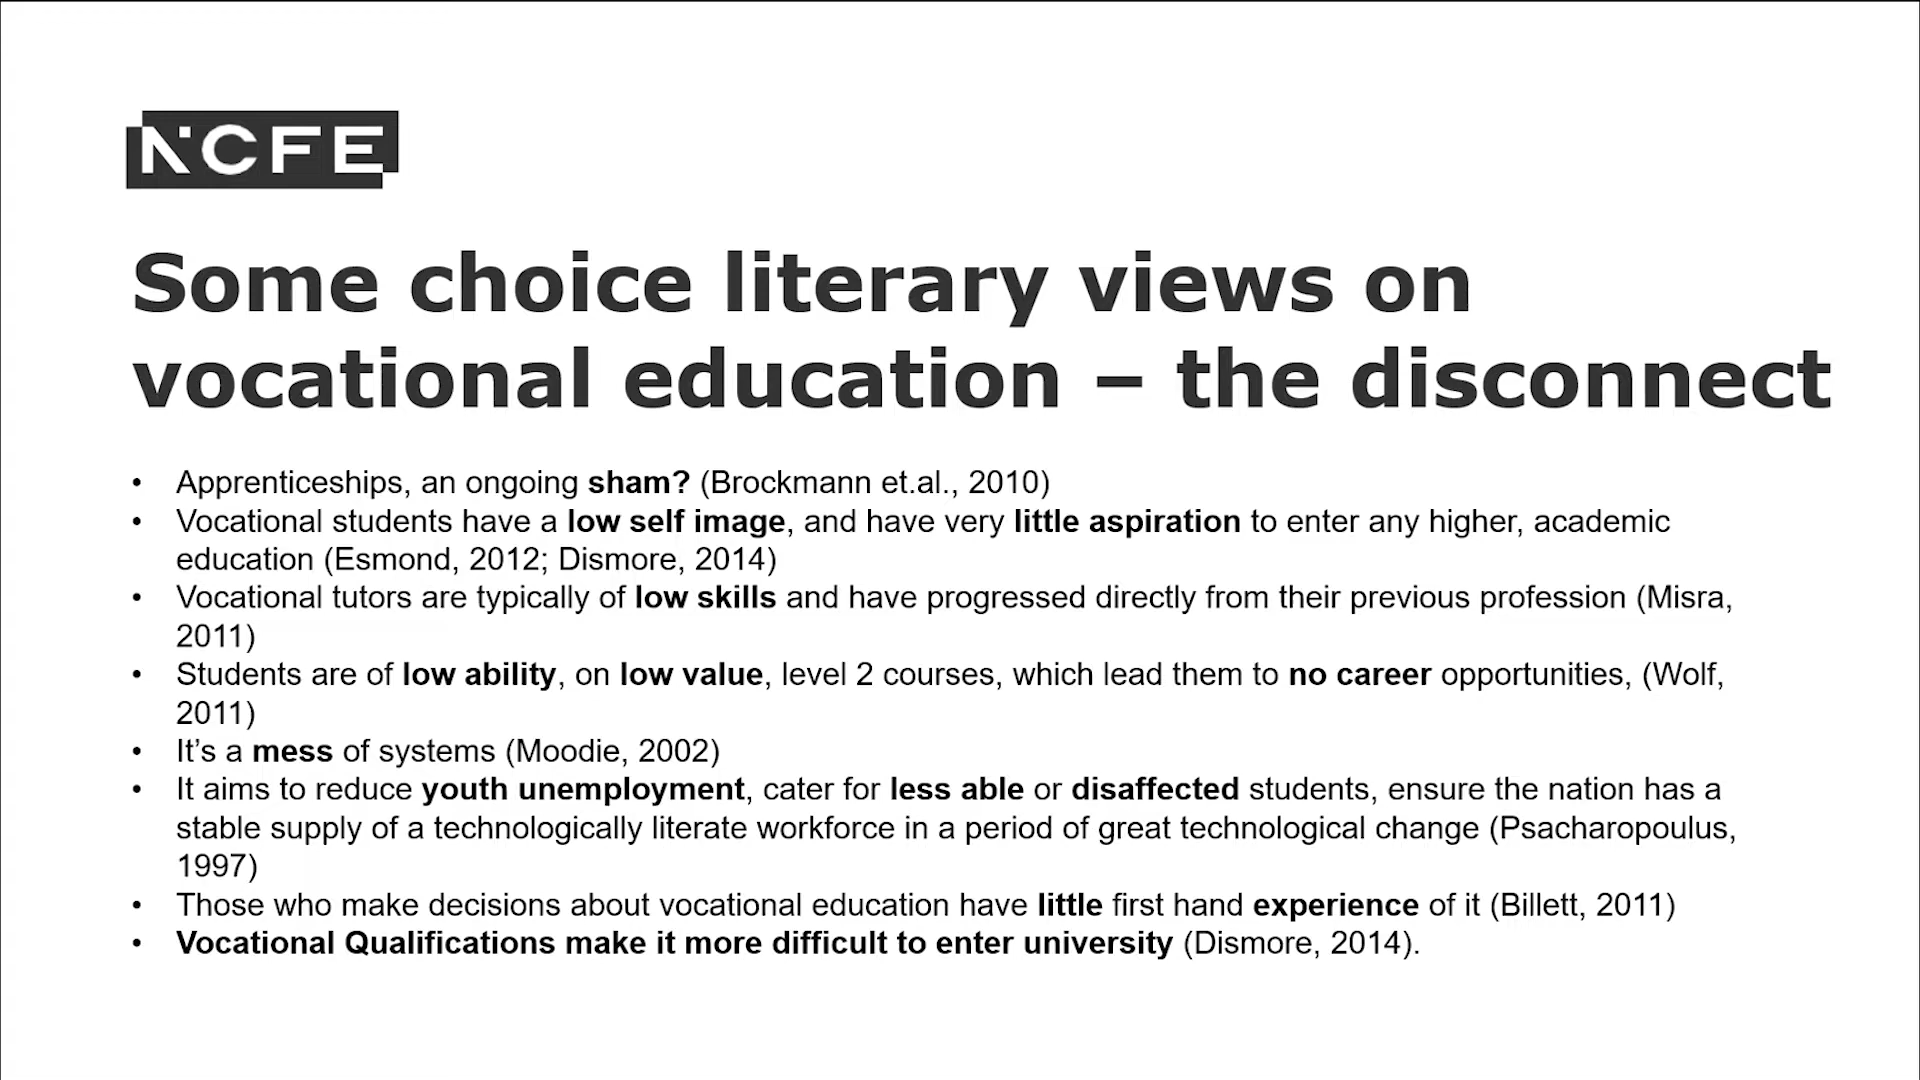 NCFE
Some choice literary views on
vocational education – the disconnect
• Apprenticeships, an ongoing sham? (Brockmann et.al., 2010)
• Vocational students have a low self image, and have very little aspiration to enter any higher, academic
education (Esmond, 2012; Dismore, 2014)
• Vocational tutors are typically of low skills and have progressed directly from their previous profession (Misra,
2011)
• Students are of low ability, on low value, level 2 courses, which lead them to no career opportunities, (Wolf,
2011)
• It’s a mess of systems (Moodie, 2002)
• It aims to reduce youth unemployment, cater for less able or disaffected students, ensure the nation has a
stable supply of a technologically literate workforce in a period of great technological change (Psacharopoulus,
1997)
• Those who make decisions about vocational education have little first hand experience of it (Billett, 2011)
• Vocational Qualifications make it more difficult to enter university (Dismore, 2014).